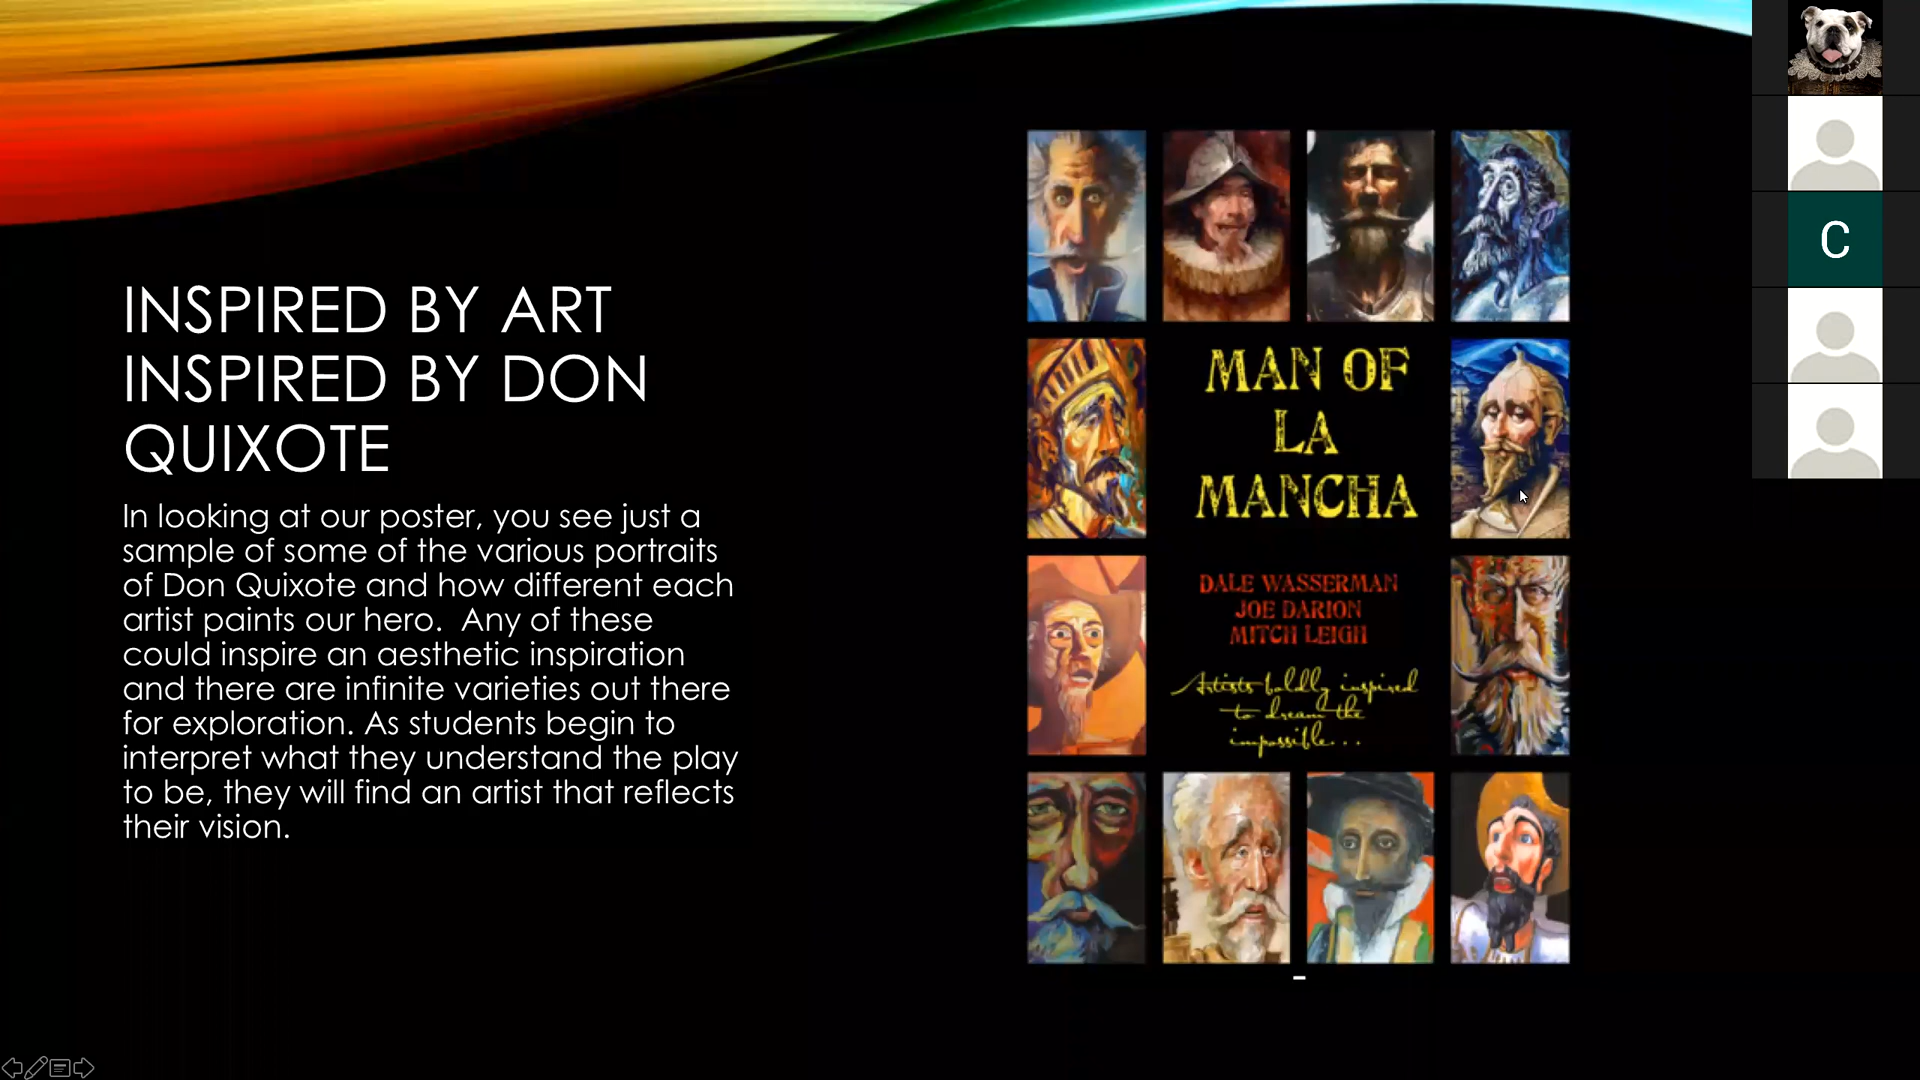 INSPIRED BY ART
INSPIRED BY DON
QUIXOTE
In looking at our poster, you see just a
sample of some of the various portraits
of Don Quixote and how different each
artist paints our hero.  Any of these
could inspire an aesthetic inspiration
and there are infinite varieties out there
for exploration. As students begin to
interpret what they understand the play
to be, they will find an artist that reflects
their vision.
MAN OF
LA
MANCHA
DALE WASSERMAN
JOE DARION
MITCH LEIGH
Artists boldly inspired
to dream the
impossible...
C